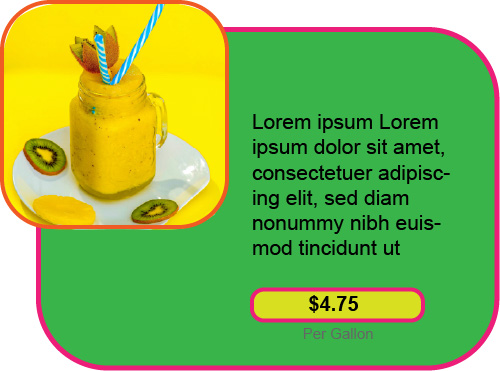 Lorem ipsum Lorem
ipsum dolor sit amet,
consectetuer adipisc-
ing elit, sed diam
nonummy nibh euis-
mod tincidunt ut
$4.75
Per Gallon